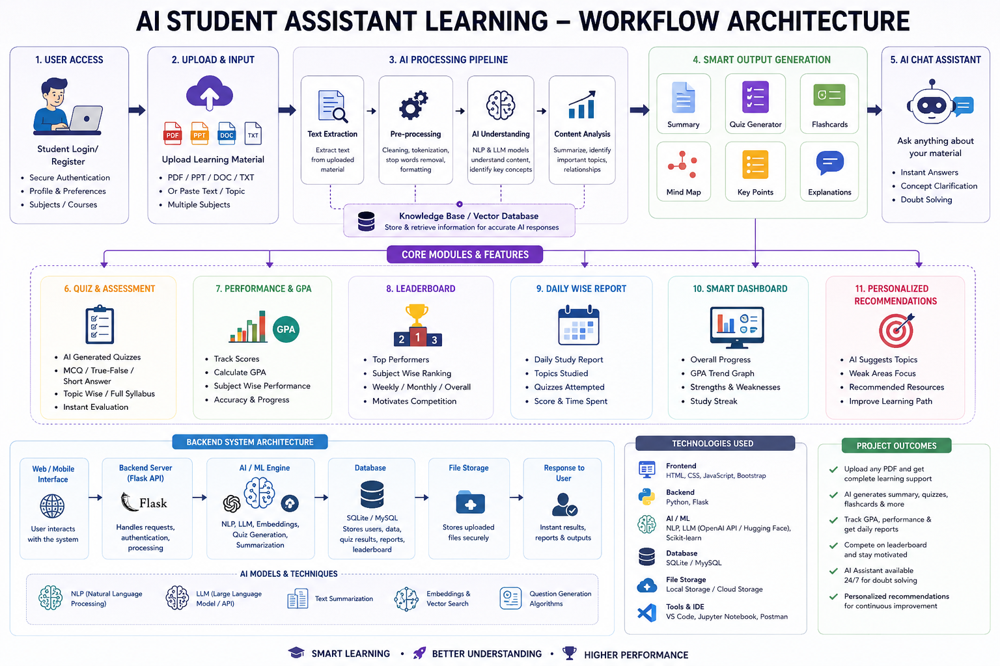 AI STUDENT ASSISTANT LEARNING – WORKFLOW ARCHITECTURE
1. USER ACCESS
Student Login/
Register
• Secure Authentication
• Profile & Preferences
• Subjects / Courses
2. UPLOAD & INPUT
PDF
PPT
DOC
TXT
Upload Learning Material
• PDF / PPT / DOC / TXT
• Or Paste Text / Topic
• Multiple Subjects
3. AI PROCESSING PIPELINE
Text Extraction
Extract text
from uploaded
material
Pre-processing
Cleaning, tokenization,
stop words removal,
formatting
AI Understanding
NLP & LLM models
understand content,
identify key concepts
Content Analysis
Summarize, identify
important topics,
relationships
Knowledge Base / Vector Database
Store & retrieve information for accurate AI responses
4. SMART OUTPUT GENERATION
Summary
Quiz Generator
Flashcards
Mind Map
Key Points
Explanations
5. AI CHAT ASSISTANT
Ask anything about
your material
• Instant Answers
• Concept Clarification
• Doubt Solving
CORE MODULES & FEATURES
6. QUIZ & ASSESSMENT
• AI Generated Quizzes
• MCQ / True-False /
Short Answer
• Topic Wise / Full Syllabus
• Instant Evaluation
7. PERFORMANCE & GPA
GPA
• Track Scores
• Calculate GPA
• Subject Wise Performance
• Accuracy & Progress
8. LEADERBOARD
2 1 3
• Top Performers
• Subject Wise Ranking
• Weekly / Monthly / Overall
• Motivates Competition
9. DAILY WISE REPORT
• Daily Study Report
• Topics Studied
• Quizzes Attempted
• Score & Time Spent
10. SMART DASHBOARD
• Overall Progress
• GPA Trend Graph
• Strengths & Weaknesses
• Study Streak
11. PERSONALIZED
RECOMMENDATIONS
• AI Suggests Topics
• Weak Areas Focus
• Recommended Resources
• Improve Learning Path
BACKEND SYSTEM ARCHITECTURE
Web / Mobile
Interface
User interacts
with the system
Backend Server
(Flask API)
Flask
Handles requests,
authentication,
processing
AI / ML Engine
NLP, LLM, Embeddings,
Quiz Generation,
Summarization
Database
SQLite / MySQL
Stores users, data,
quiz results, reports,
leaderboard
File Storage
Stores uploaded
files securely
Response to
User
Instant results,
reports & outputs
AI MODELS & TECHNIQUES
NLP (Natural Language
Processing)
LLM (Large Language
Model / API)
Text Summarization
Embeddings &
Vector Search
Question Generation
Algorithms
TECHNOLOGIES USED
Frontend
HTML, CSS, JavaScript, Bootstrap
Backend
Python, Flask
AI / ML
NLP, LLM (OpenAI API / Hugging Face),
Scikit-learn
Database
SQLite / MyySQL
File Storage
Local Storage / Cloud Storage
Tools & IDE
VS Code, Jupyter Notebook, Postman
PROJECT OUTCOMES
Upload any PDF and get
complete learning support
AI generates summary, quizzes,
flashcards & more
Track GPA, performance &
get daily reports
Compete on leaderboard
and stay motivated
AI Assistant available
24/7 for doubt solving
Personalized recommendations
for continuous improvement
SMART LEARNING • BETTER UNDERSTANDING • HIGHER PERFORMANCE